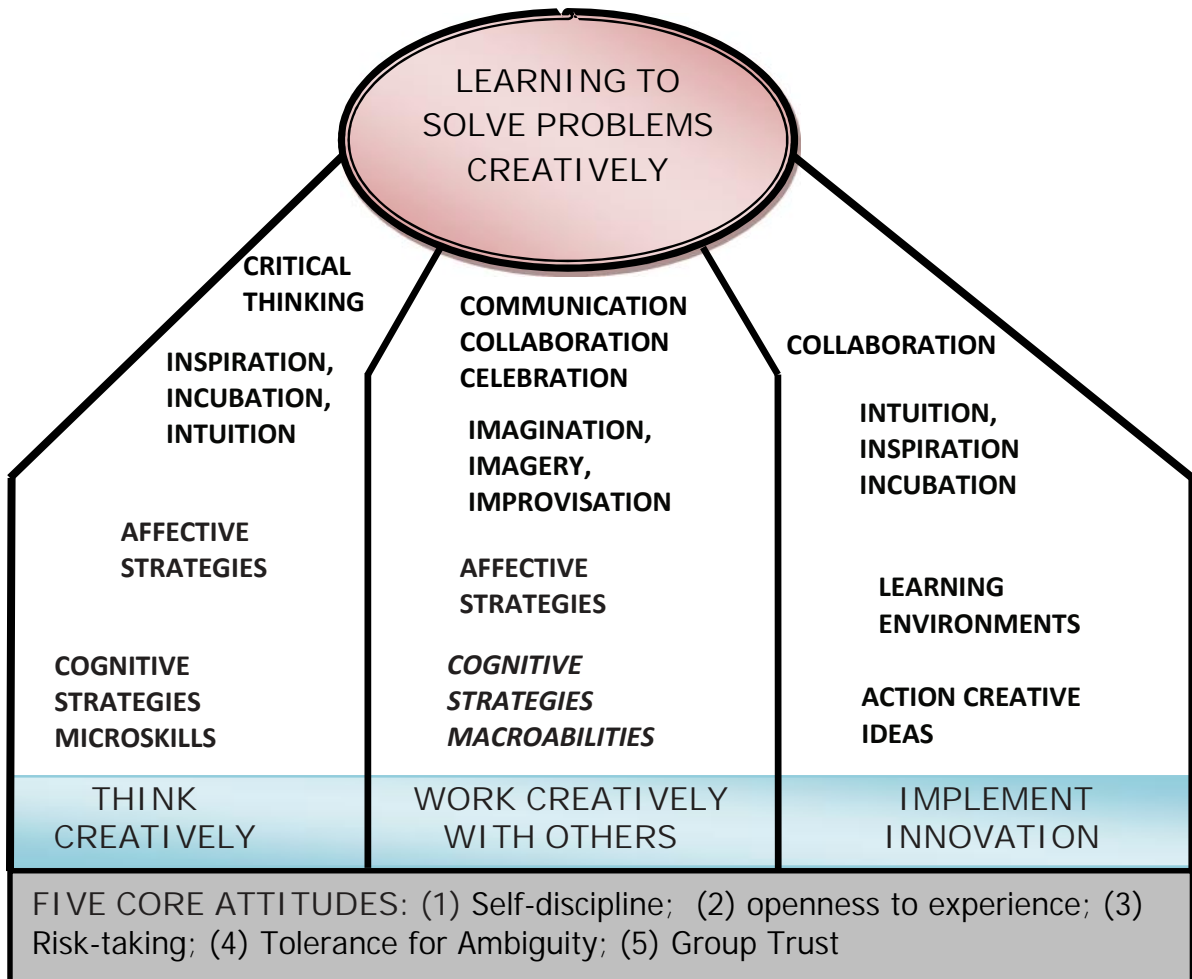 LEARNING TO
SOLVE PROBLEMS
CREATIVELY
CRITICAL
THINKING
INSPIRATION,
INCUBATION,
INTUITION
AFFECTIVE
STRATEGIES
COGNITIVE
STRATEGIES
MICROSKILLS
THINK
CREATIVELY
COMMUNICATION
COLLABORATION
CELEBRATION
IMAGINATION,
IMAGERY,
IMPROVISATION
AFFECTIVE
STRATEGIES
COGNITIVE
STRATEGIES
MACROABILITIES
WORK CREATIVELY
WITH OTHERS
COLLABORATION
INTUITION,
INSPIRATION
INCUBATION
LEARNING
ENVIRONMENTS
ACTION CREATIVE
IDEAS
IMPLEMENT
INNOVATION
FIVE CORE ATTITUDES: (1) Self-discipline; (2) openness to experience; (3)
Risk-taking; (4) Tolerance for Ambiguity; (5) Group Trust